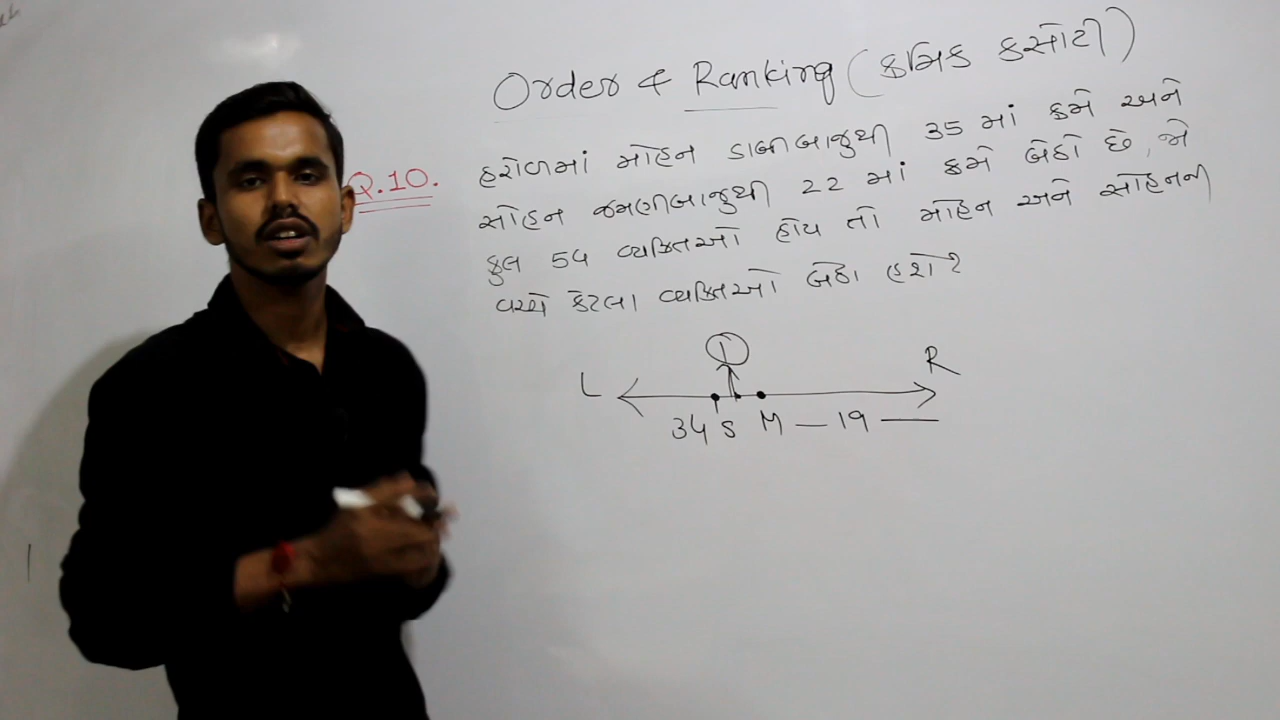 Order & Ranking (ક્રમિક કસોટી)
Q.10.
હરોળમાં મોહન ડાબીબાજુથી 35 માં ક્રમે અને
સોહન જમણીબાજુથી 22 માં ક્રમે બેઠો છે, જો
કુલ 54 વ્યક્તિઓ હોય તો મોહન અને સોહનની
વચ્ચે કેટલા વ્યક્તિઓ બેઠા હશે?
1
L R
34 S M — 19 —